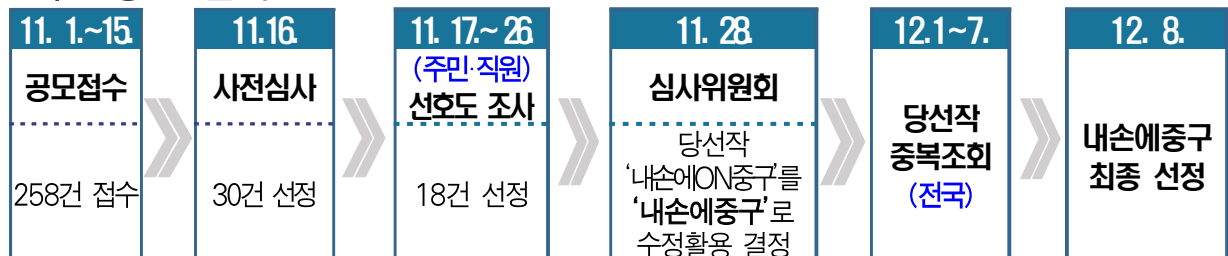 11. 1.~15.
공모접수
258건 접수
11.16.
사전심사
30건 선정
11. 17.~ 26.
(주민·직원)
선호도 조사
18건 선정
11. 28.
심사위원회
당선작
‘내손에ON중구’를
‘내손에중구’로
수정활용 결정
12.1~7.
당선작
중복조회
(전국)
12. 8.
내손에중구
최종 선정